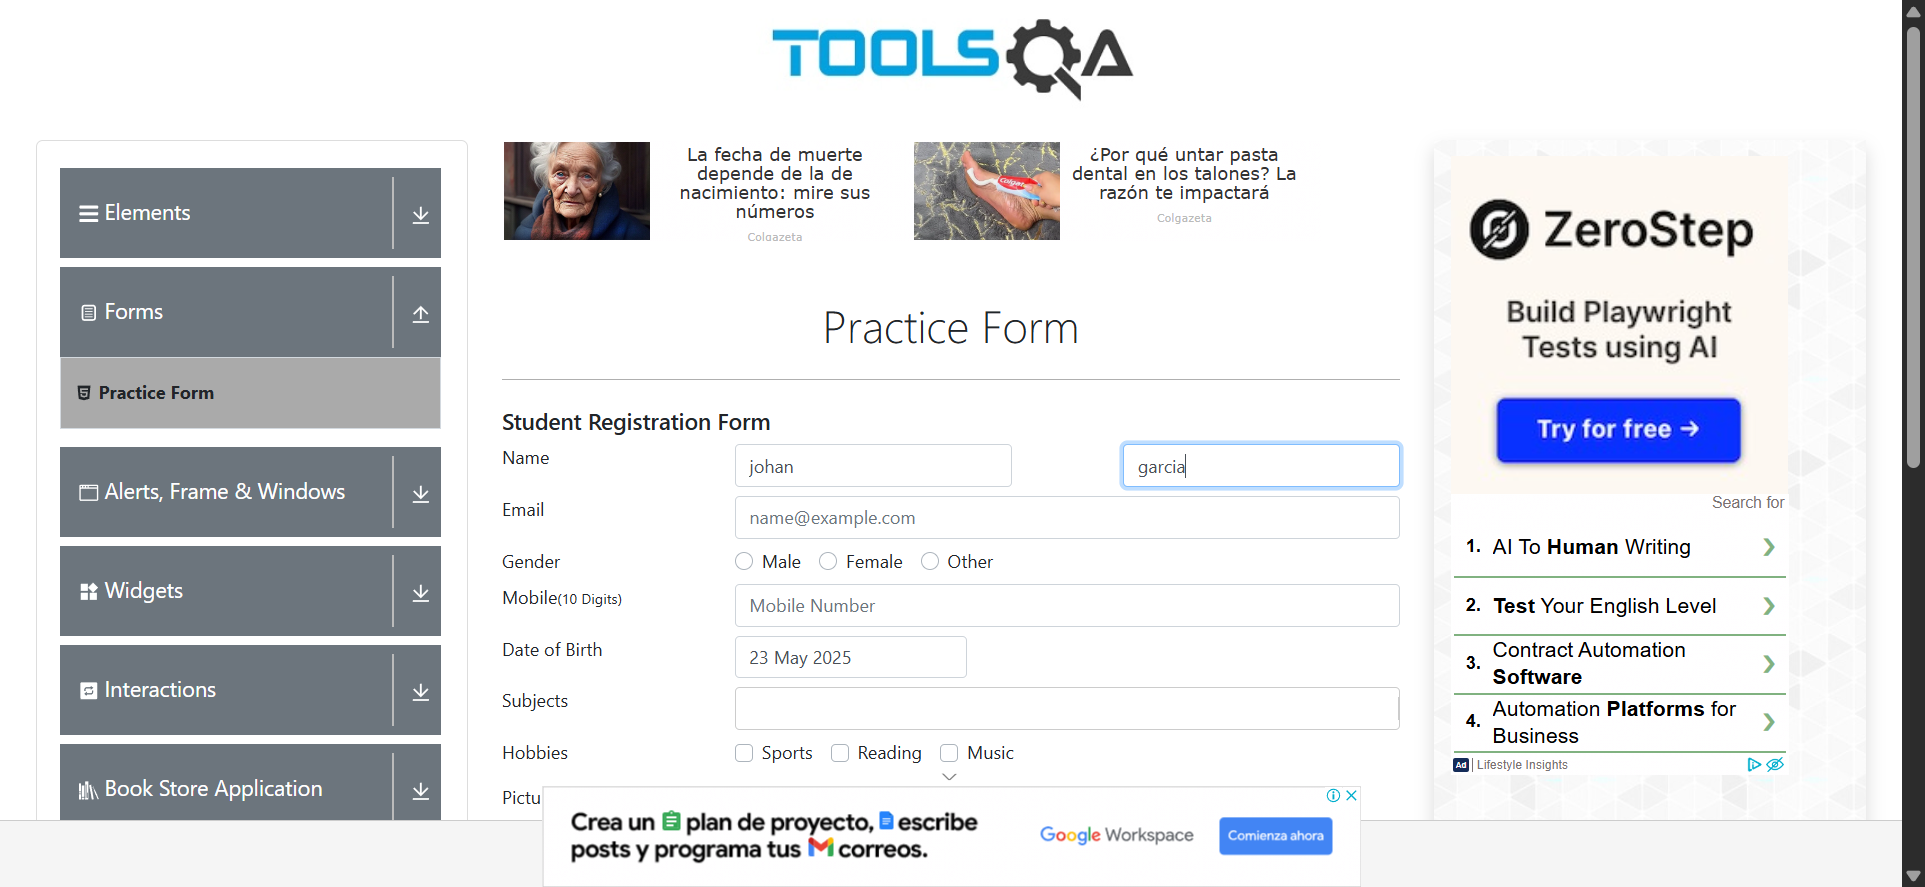 TOOLSQA
La fecha de muerte
depende de la de
nacimiento: mire sus
números
Colgazeta
Colgate
¿Por qué untar pasta
dental en los talones? La
razón te impactará
Colgazeta
Elements
Forms
Practice Form
Alerts, Frame & Windows
Widgets
Interactions
Book Store Application
Practice Form
Student Registration Form
Name
johan
garcia
Email
name@example.com
Gender
Male
Female
Other
Mobile(10 Digits)
Mobile Number
Date of Birth
23 May 2025
Subjects
Hobbies
Sports
Reading
Music
Pictu
Crea un plan de proyecto, escribe
posts y programa tus correos.
Google Workspace
Comienza ahora
ZeroStep
Build Playwright
Tests using AI
Try for free →
Search for
1. AI To Human Writing
2. Test Your English Level
3. Contract Automation
Software
4. Automation Platforms for
Business
Ad | Lifestyle Insights